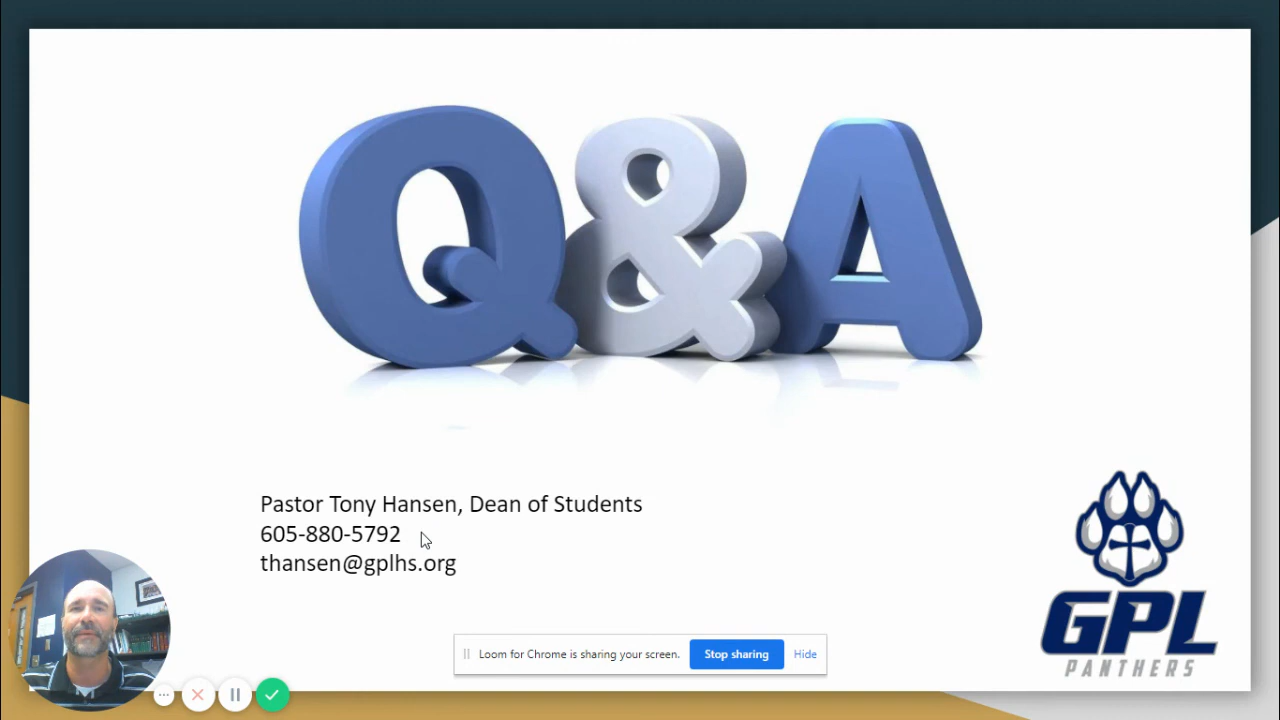 Q&A
Pastor Tony Hansen, Dean of Students
605-880-5792
thansen@gplhs.org
GPL
PANTHERS
Loom for Chrome is sharing your screen. Stop sharing Hide